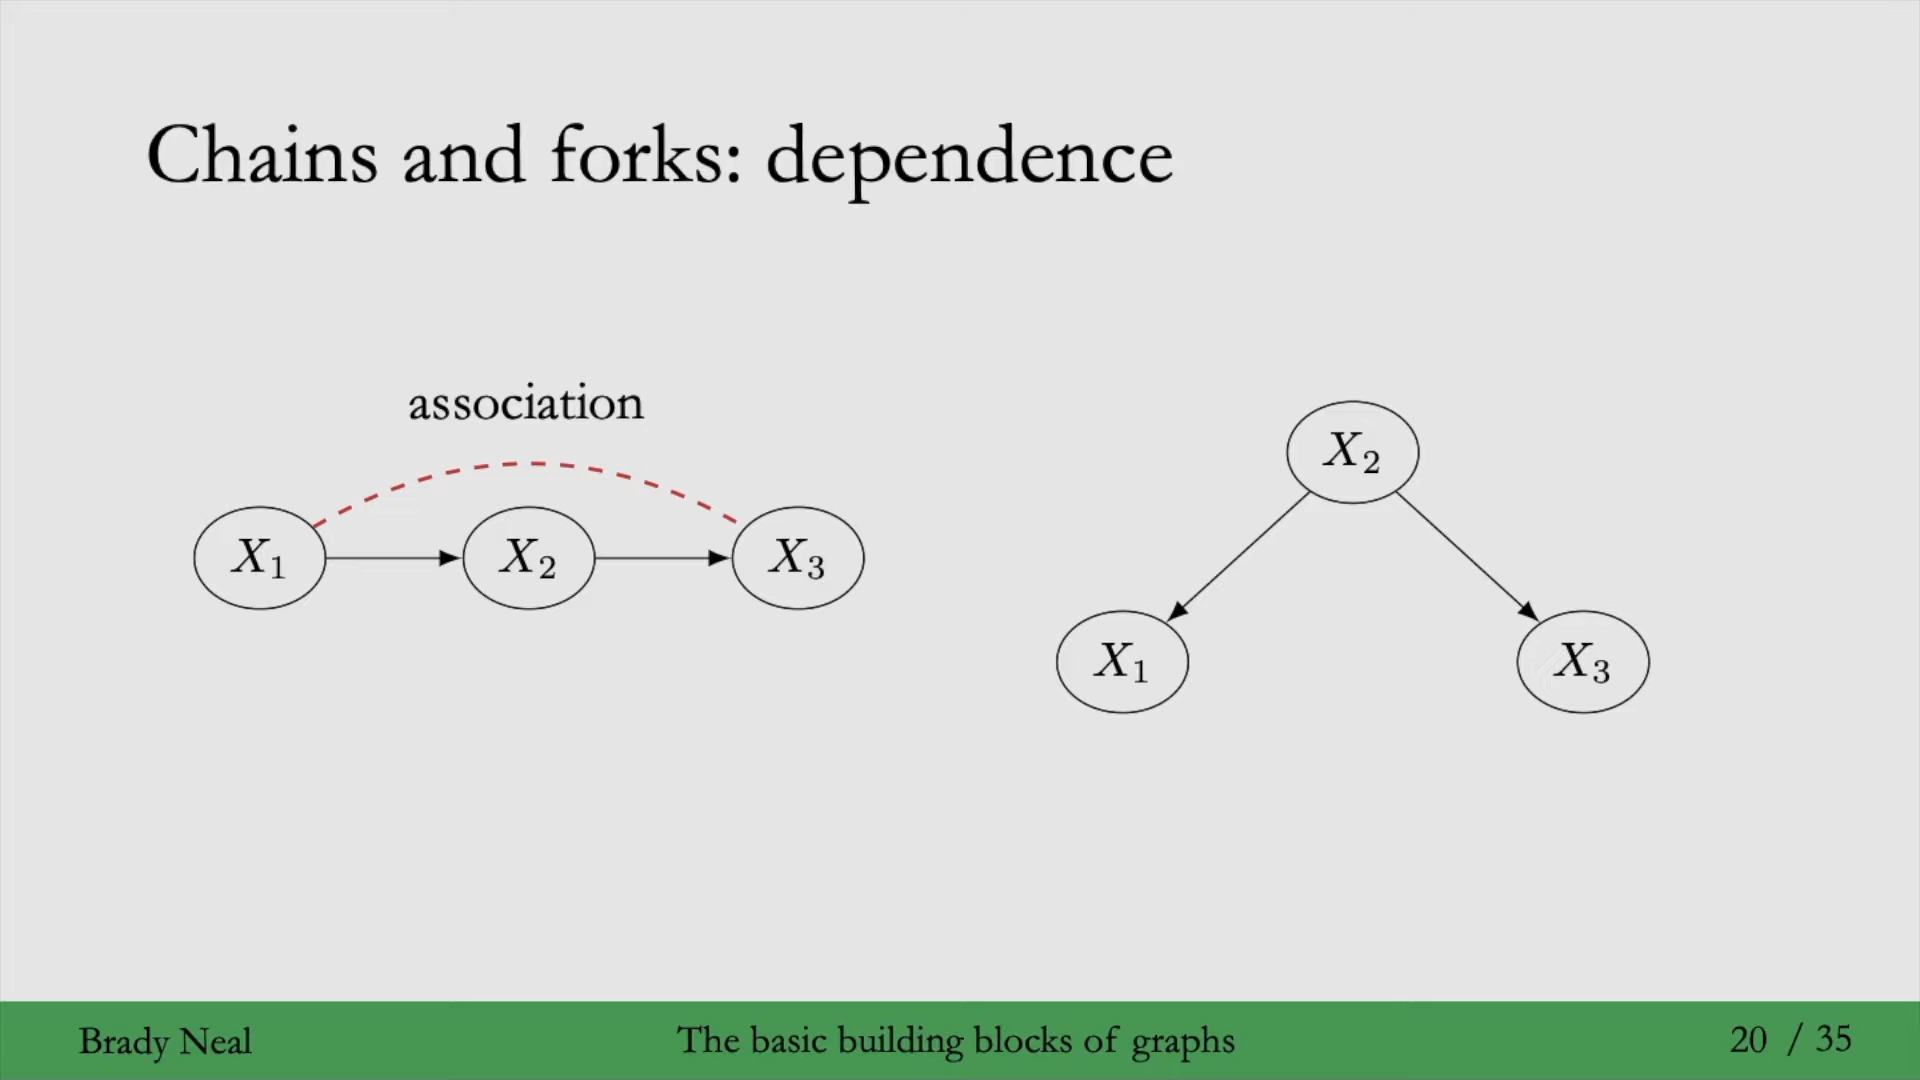 Chains and forks: dependence
association
X₁ X₂ X₃
X₂
X₁ X₃
Brady Neal The basic building blocks of graphs 20 / 35